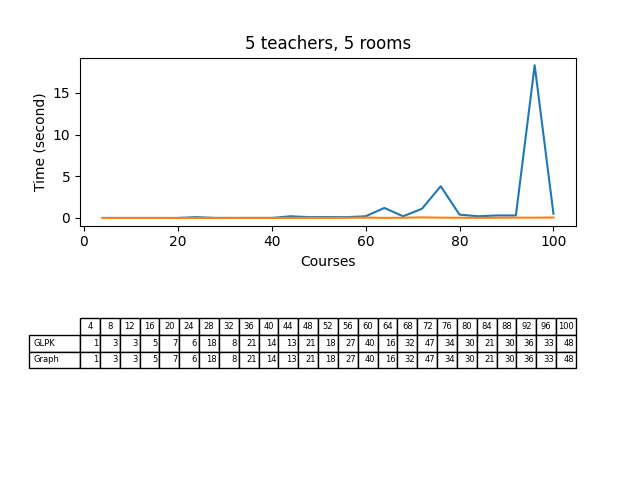 5 teachers, 5 rooms
15
10
5
0
Time (second)
0 20 40 60 80 100
Courses
4 8 12 16 20 24 28 32 36 40 44 48 52 56 60 64 68 72 76 80 84 88 92 96 100
GLPK 1 3 3 5 7 6 18 8 21 14 13 21 18 27 40 16 32 47 34 30 21 30 36 33 48
Graph 1 3 3 5 7 6 18 8 21 14 13 21 18 27 40 16 32 47 34 30 21 30 36 33 48